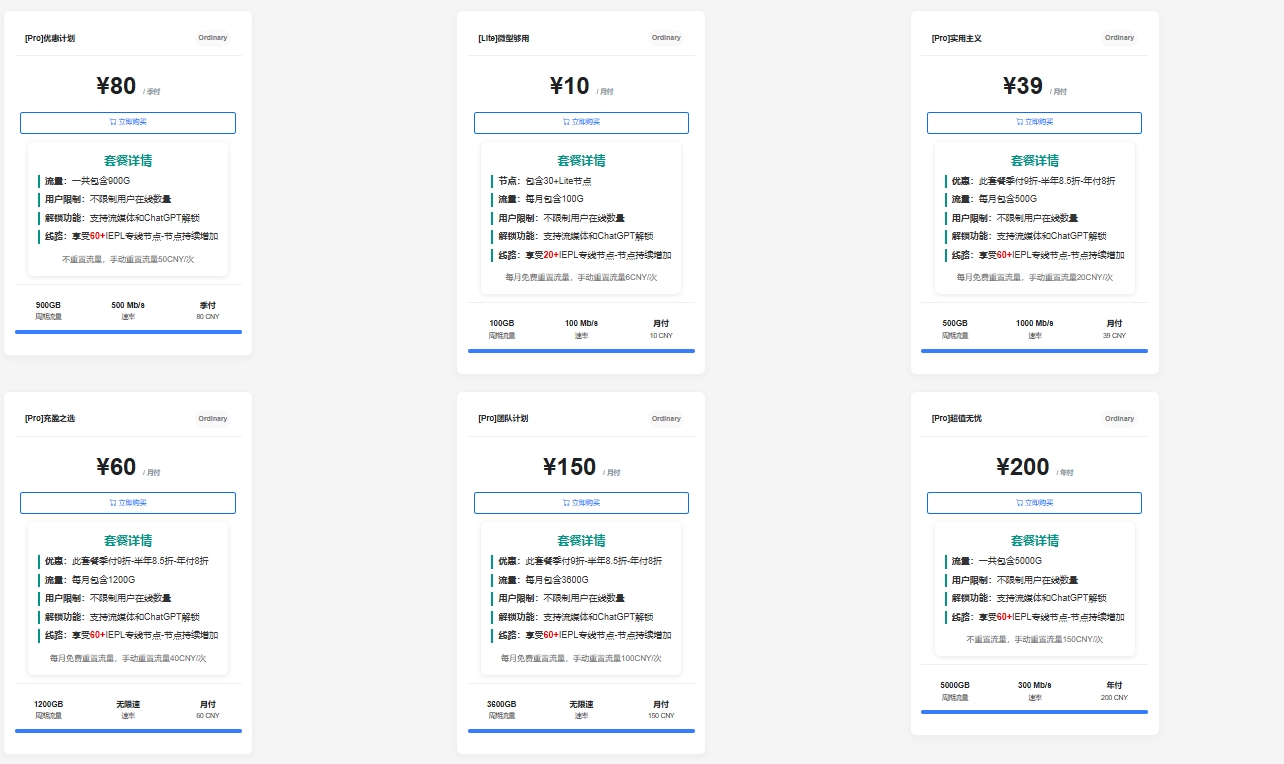 [Pro]优惠计划
Ordinary
¥80 / 季付
立即购买
套餐详情
流量：一共包含900G
用户限制：不限制用户在线数量
解锁功能：支持流媒体和ChatGPT解锁
线路：享受60+IEPL专线节点-节点持续增加
不重置流量，手动重置流量50CNY/次
900GB 500 Mb/s 季付
周期流量 速率 80 CNY
[Lite]微型够用
Ordinary
¥10 / 月付
立即购买
套餐详情
节点：包含30+Lite节点
流量：每月包含100G
用户限制：不限制用户在线数量
解锁功能：支持流媒体和ChatGPT解锁
线路：享受20+IEPL专线节点-节点持续增加
每月免费重置流量，手动重置流量6CNY/次
100GB 100 Mb/s 月付
周期流量 速率 10 CNY
[Pro]实用主义
Ordinary
¥39 / 月付
立即购买
套餐详情
优惠：此套餐季付9折-半年8.5折-年付8折
流量：每月包含500G
用户限制：不限制用户在线数量
解锁功能：支持流媒体和ChatGPT解锁
线路：享受60+IEPL专线节点-节点持续增加
每月免费重置流量，手动重置流量20CNY/次
500GB 1000 Mb/s 月付
周期流量 速率 39 CNY
[Pro]充盈之选
Ordinary
¥60 / 月付
立即购买
套餐详情
优惠：此套餐季付9折-半年8.5折-年付8折
流量：每月包含1200G
用户限制：不限制用户在线数量
解锁功能：支持流媒体和ChatGPT解锁
线路：享受60+IEPL专线节点-节点持续增加
每月免费重置流量，手动重置流量40CNY/次
1200GB 无限速 月付
周期流量 速率 60 CNY
[Pro]团队计划
Ordinary
¥150 / 月付
立即购买
套餐详情
优惠：此套餐季付9折-半年8.5折-年付8折
流量：每月包含3600G
用户限制：不限制用户在线数量
解锁功能：支持流媒体和ChatGPT解锁
线路：享受60+IEPL专线节点-节点持续增加
每月免费重置流量，手动重置流量100CNY/次
3600GB 无限速 月付
周期流量 速率 150 CNY
[Pro]超值无忧
Ordinary
¥200 / 年付
立即购买
套餐详情
流量：一共包含5000G
用户限制：不限制用户在线数量
解锁功能：支持流媒体和ChatGPT解锁
线路：享受60+IEPL专线节点-节点持续增加
不重置流量，手动重置流量150CNY/次
5000GB 300 Mb/s 年付
周期流量 速率 200 CNY